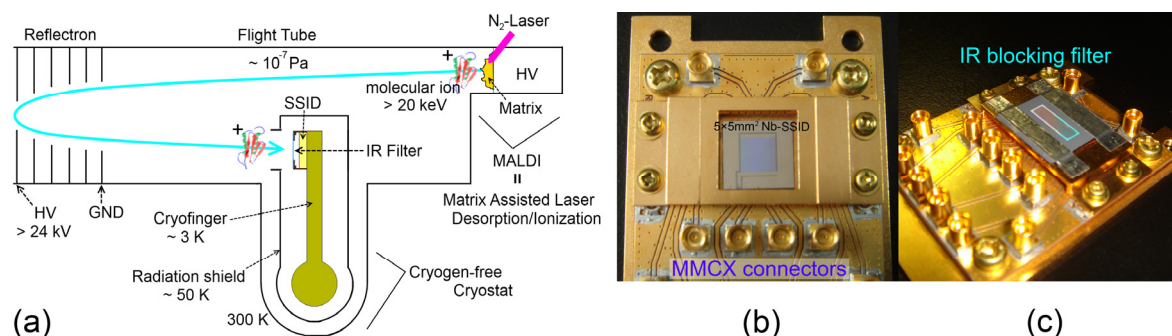 N₂-Laser
Reflectron
Flight Tube
~ 10⁻⁷ Pa
+
HV
molecular ion
> 20 keV
Matrix
SSID
+
IR Filter
MALDI
=
Matrix Assisted Laser
Desorption/Ionization
HV
> 24 kV
GND
Cryofinger
~ 3 K
Radiation shield
~ 50 K
300 K
Cryogen-free
Cryostat
(a)
5×5mm² Nb-SSID
MMCX connectors
(b)
IR blocking filter
(c)